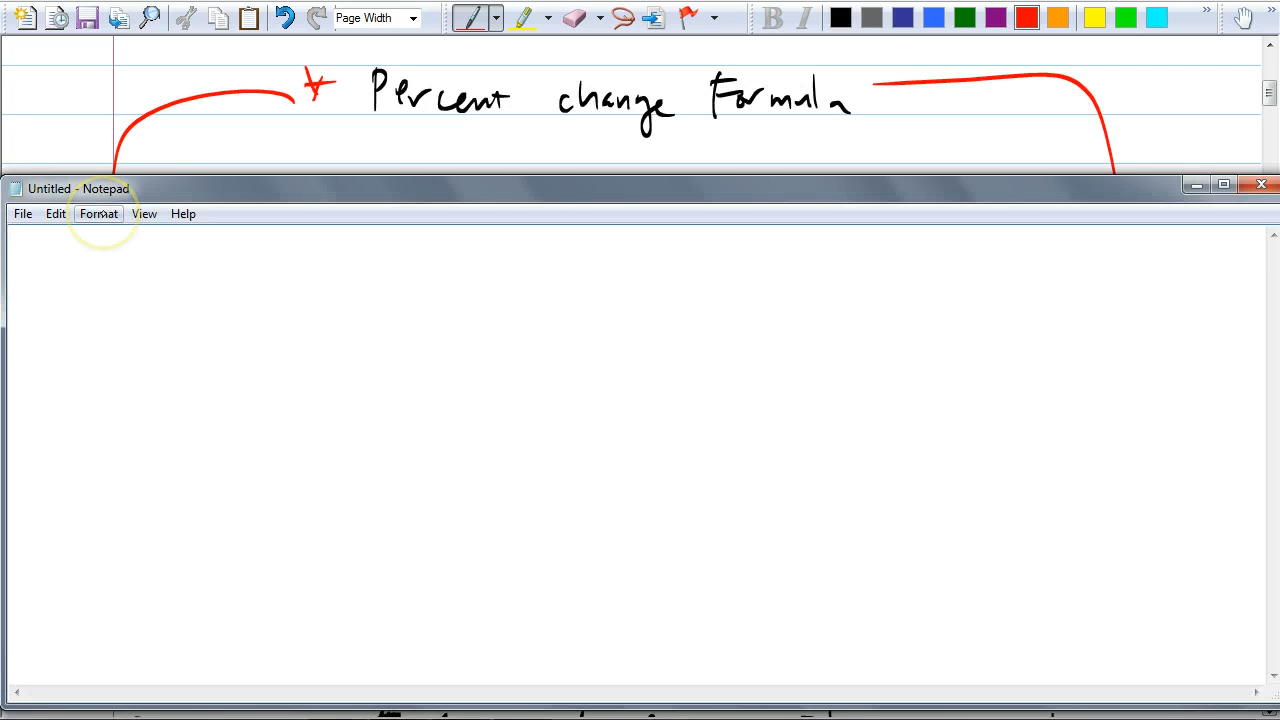 Page Width
B I
* Percent change Formula
Untitled - Notepad
File Edit Format View Help